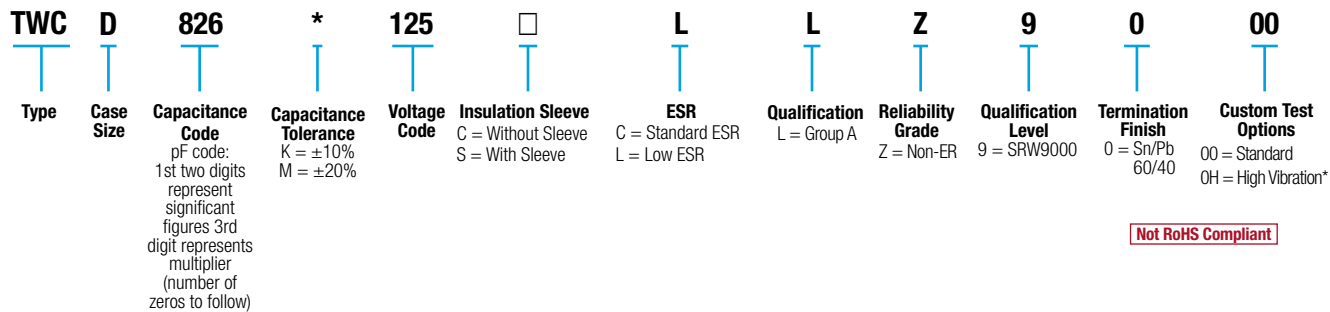 TWC D 826 * 125 □ L L Z 9 0 00
Type
Case
Size
Capacitance
Code
pF code:
1st two digits
represent
significant
figures 3rd
digit represents
multiplier
(number of
zeros to follow)
Capacitance
Tolerance
K = ±10%
M = ±20%
Voltage
Code
Insulation Sleeve
C = Without Sleeve
S = With Sleeve
ESR
C = Standard ESR
L = Low ESR
Qualification
L = Group A
Reliability
Grade
Z = Non-ER
Qualification
Level
9 = SRW9000
Termination
Finish
0 = Sn/Pb
60/40
Custom Test
Options
00 = Standard
0H = High Vibration*
Not RoHS Compliant